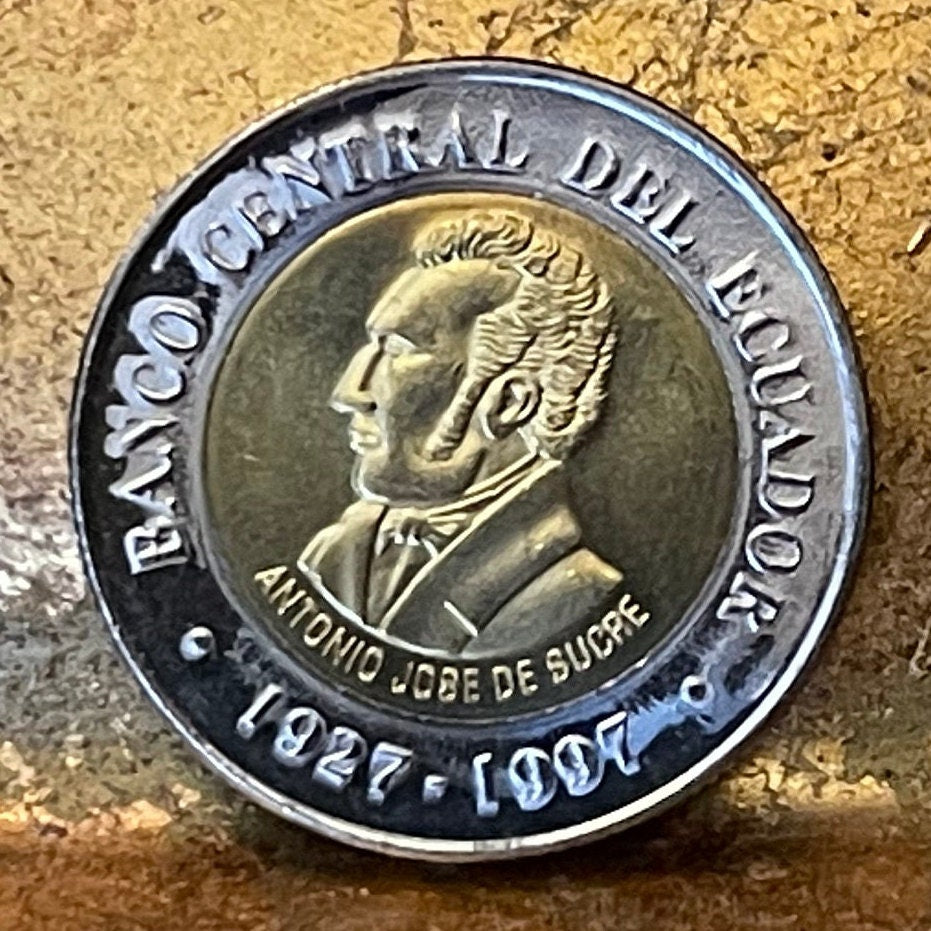 BANCO CENTRAL DEL ECUADOR
ANTONIO JOSE DE SUCRE
1927 - 1997